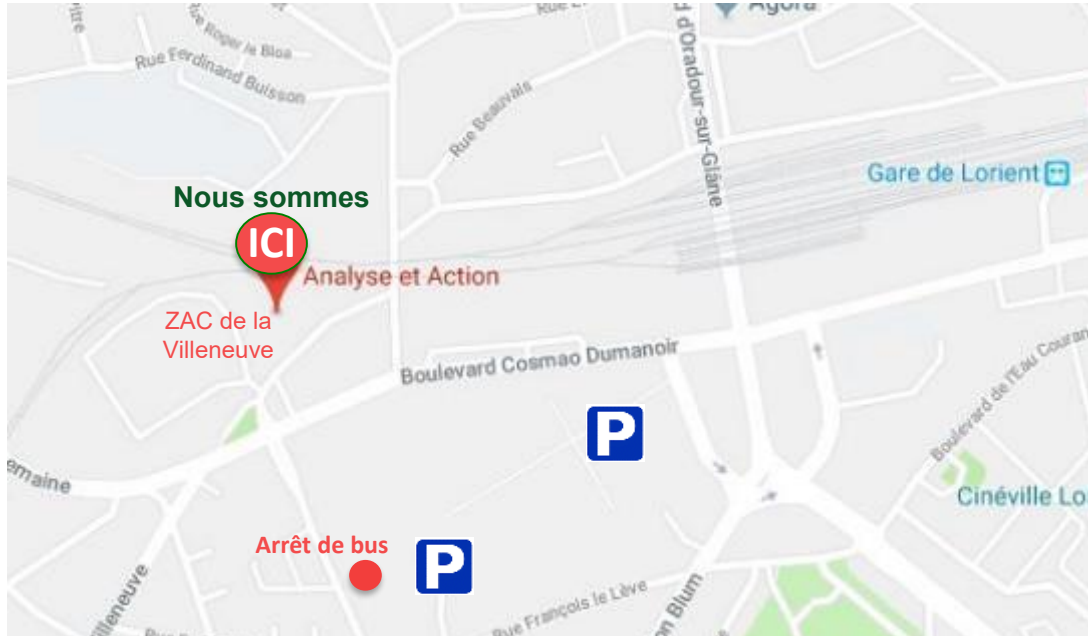 Agora
Rue Roger le Bloa
Rue Ferdinand Buisson
Rue Beauvais
d'Oradour-sur-Glane
Gare de Lorient
Nous sommes
ICI
Analyse et Action
ZAC de la
Villeneuve
Boulevard Cosmao Dumanoir
Boulevard de l'Eau Couran
P
emaine
Cinéville Lo
Arrêt de bus
P
Rue François le Lève
on Blum
illeneuve